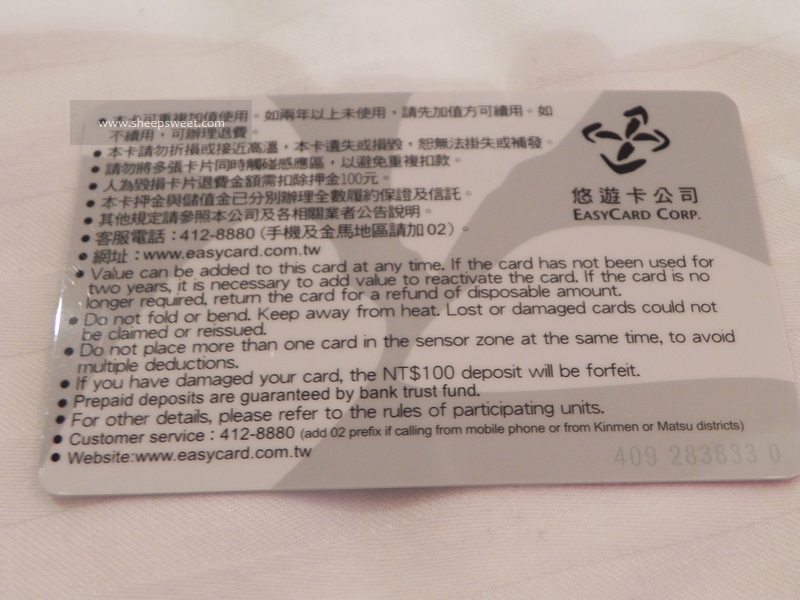 www.sheepsweet.com
• 本卡可重複加值使用。如兩年以上未使用,請先加值方可續用。如
不續用,可辦理退費。
• 本卡請勿折損或接近高溫,本卡遺失或損毀,恕無法掛失或補發。
• 請勿將多張卡片同時觸碰感應區,以避免重複扣款。
• 人為毀損卡片退費金額需扣除押金100元。
• 本卡押金與儲值金已分別辦理全數履約保證及信託。
• 其他規定請參照本公司及各相關業者公告說明。
• 客服電話:412-8880 (手機及金馬地區請加 02)。
• 網址:www.easycard.com.tw
悠遊卡公司
EASYCARD CORP.
• Value can be added to this card at any time. If the card has not been used for
two years, it is necessary to add value to reactivate the card. If the card is no
longer required, return the card for a refund of disposable amount.
• Do not fold or bend. Keep away from heat. Lost or damaged cards could not
be claimed or reissued.
• Do not place more than one card in the sensor zone at the same time, to avoid
multiple deductions.
• If you have damaged your card, the NT$100 deposit will be forfeit.
• Prepaid deposits are guaranteed by bank trust fund.
• For other details, please refer to the rules of participating units.
• Customer service : 412-8880 (add 02 prefix if calling from mobile phone or from Kinmen or Matsu districts)
• Website:www.easycard.com.tw
409 283833 0